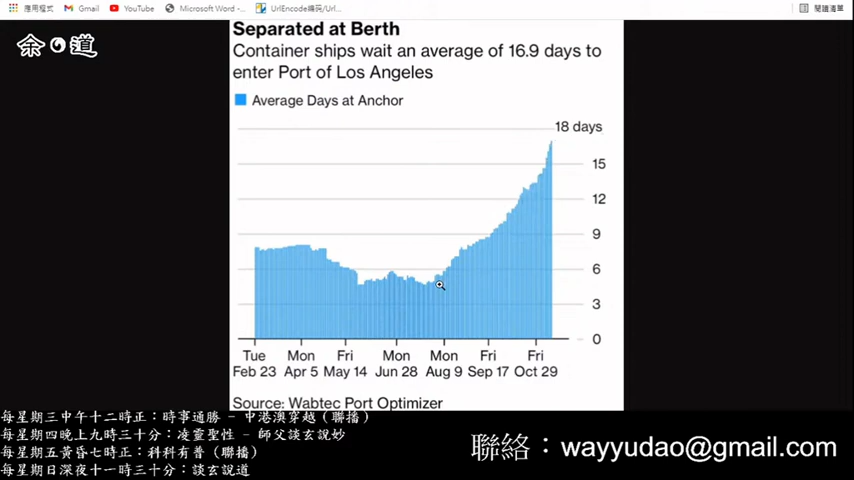 應用程式 Gmail YouTube Microsoft Word -... UrlEncode编码/Url... 閱讀清單
余道
Separated at Berth
Container ships wait an average of 16.9 days to
enter Port of Los Angeles
Average Days at Anchor
18 days
15
12
9
6
3
0
Tue Mon Fri Mon Mon Fri Fri
Feb 23 Apr 5 May 14 Jun 28 Aug 9 Sep 17 Oct 29
Source: Wabtec Port Optimizer
每星期三中午十二時正：時事通勝 - 中港澳穿越（聯播）
每星期四晚上九時三十分：凌靈聖性 - 師父談玄說妙
每星期五黃昏七時正：科科有普（聯播）
每星期日深夜十一時三十分：談玄說道
聯絡：wayyudao@gmail.com